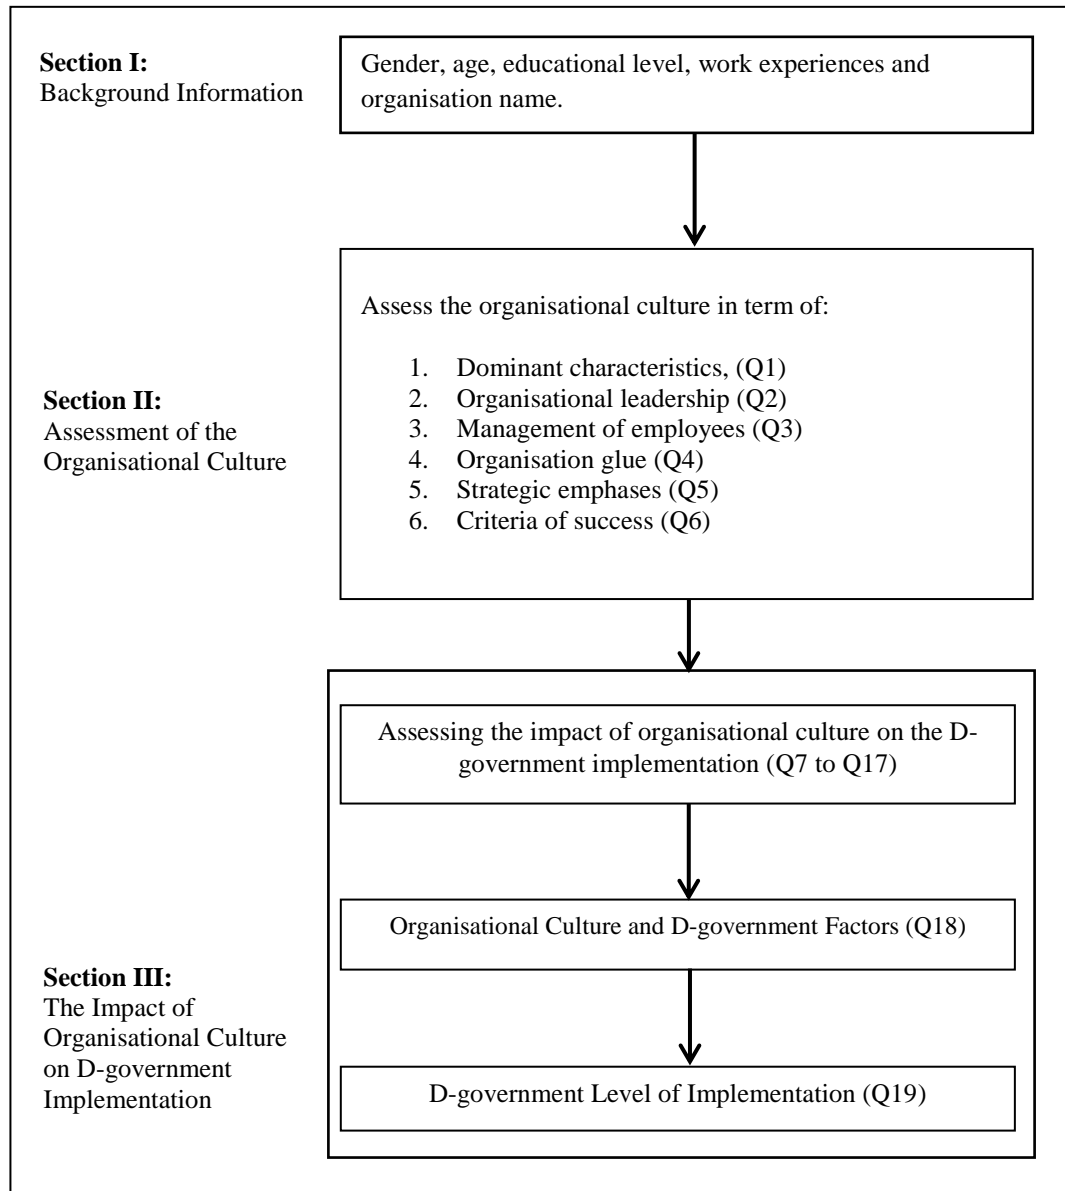 Section I:
Background Information
Gender, age, educational level, work experiences and
organisation name.
Section II:
Assessment of the
Organisational Culture
Assess the organisational culture in term of:
1. Dominant characteristics, (Q1)
2. Organisational leadership (Q2)
3. Management of employees (Q3)
4. Organisation glue (Q4)
5. Strategic emphases (Q5)
6. Criteria of success (Q6)
Section III:
The Impact of
Organisational Culture
on D-government
Implementation
Assessing the impact of organisational culture on the D-
government implementation (Q7 to Q17)
Organisational Culture and D-government Factors (Q18)
D-government Level of Implementation (Q19)